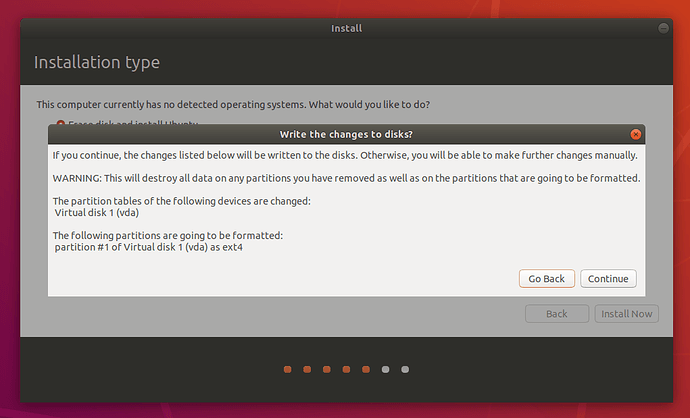 Install
Installation type
This computer currently has no detected operating systems. What would you like to do?
Erase disk and install Ubuntu
Write the changes to disks?
If you continue, the changes listed below will be written to the disks. Otherwise, you will be able to make further changes manually.
WARNING: This will destroy all data on any partitions you have removed as well as on the partitions that are going to be formatted.
The partition tables of the following devices are changed:
Virtual disk 1 (vda)
The following partitions are going to be formatted:
partition #1 of Virtual disk 1 (vda) as ext4
Go Back Continue
Back Install Now